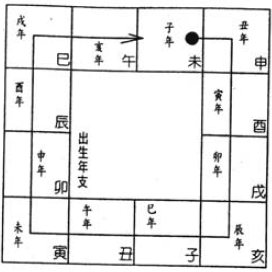 戌年
巳
亥年
午
子年
未
丑年
申
酉年
辰
寅年
酉
出生年支
申年
卯
卯年
戌
未年
寅
午年
丑
巳年
子
辰年
亥